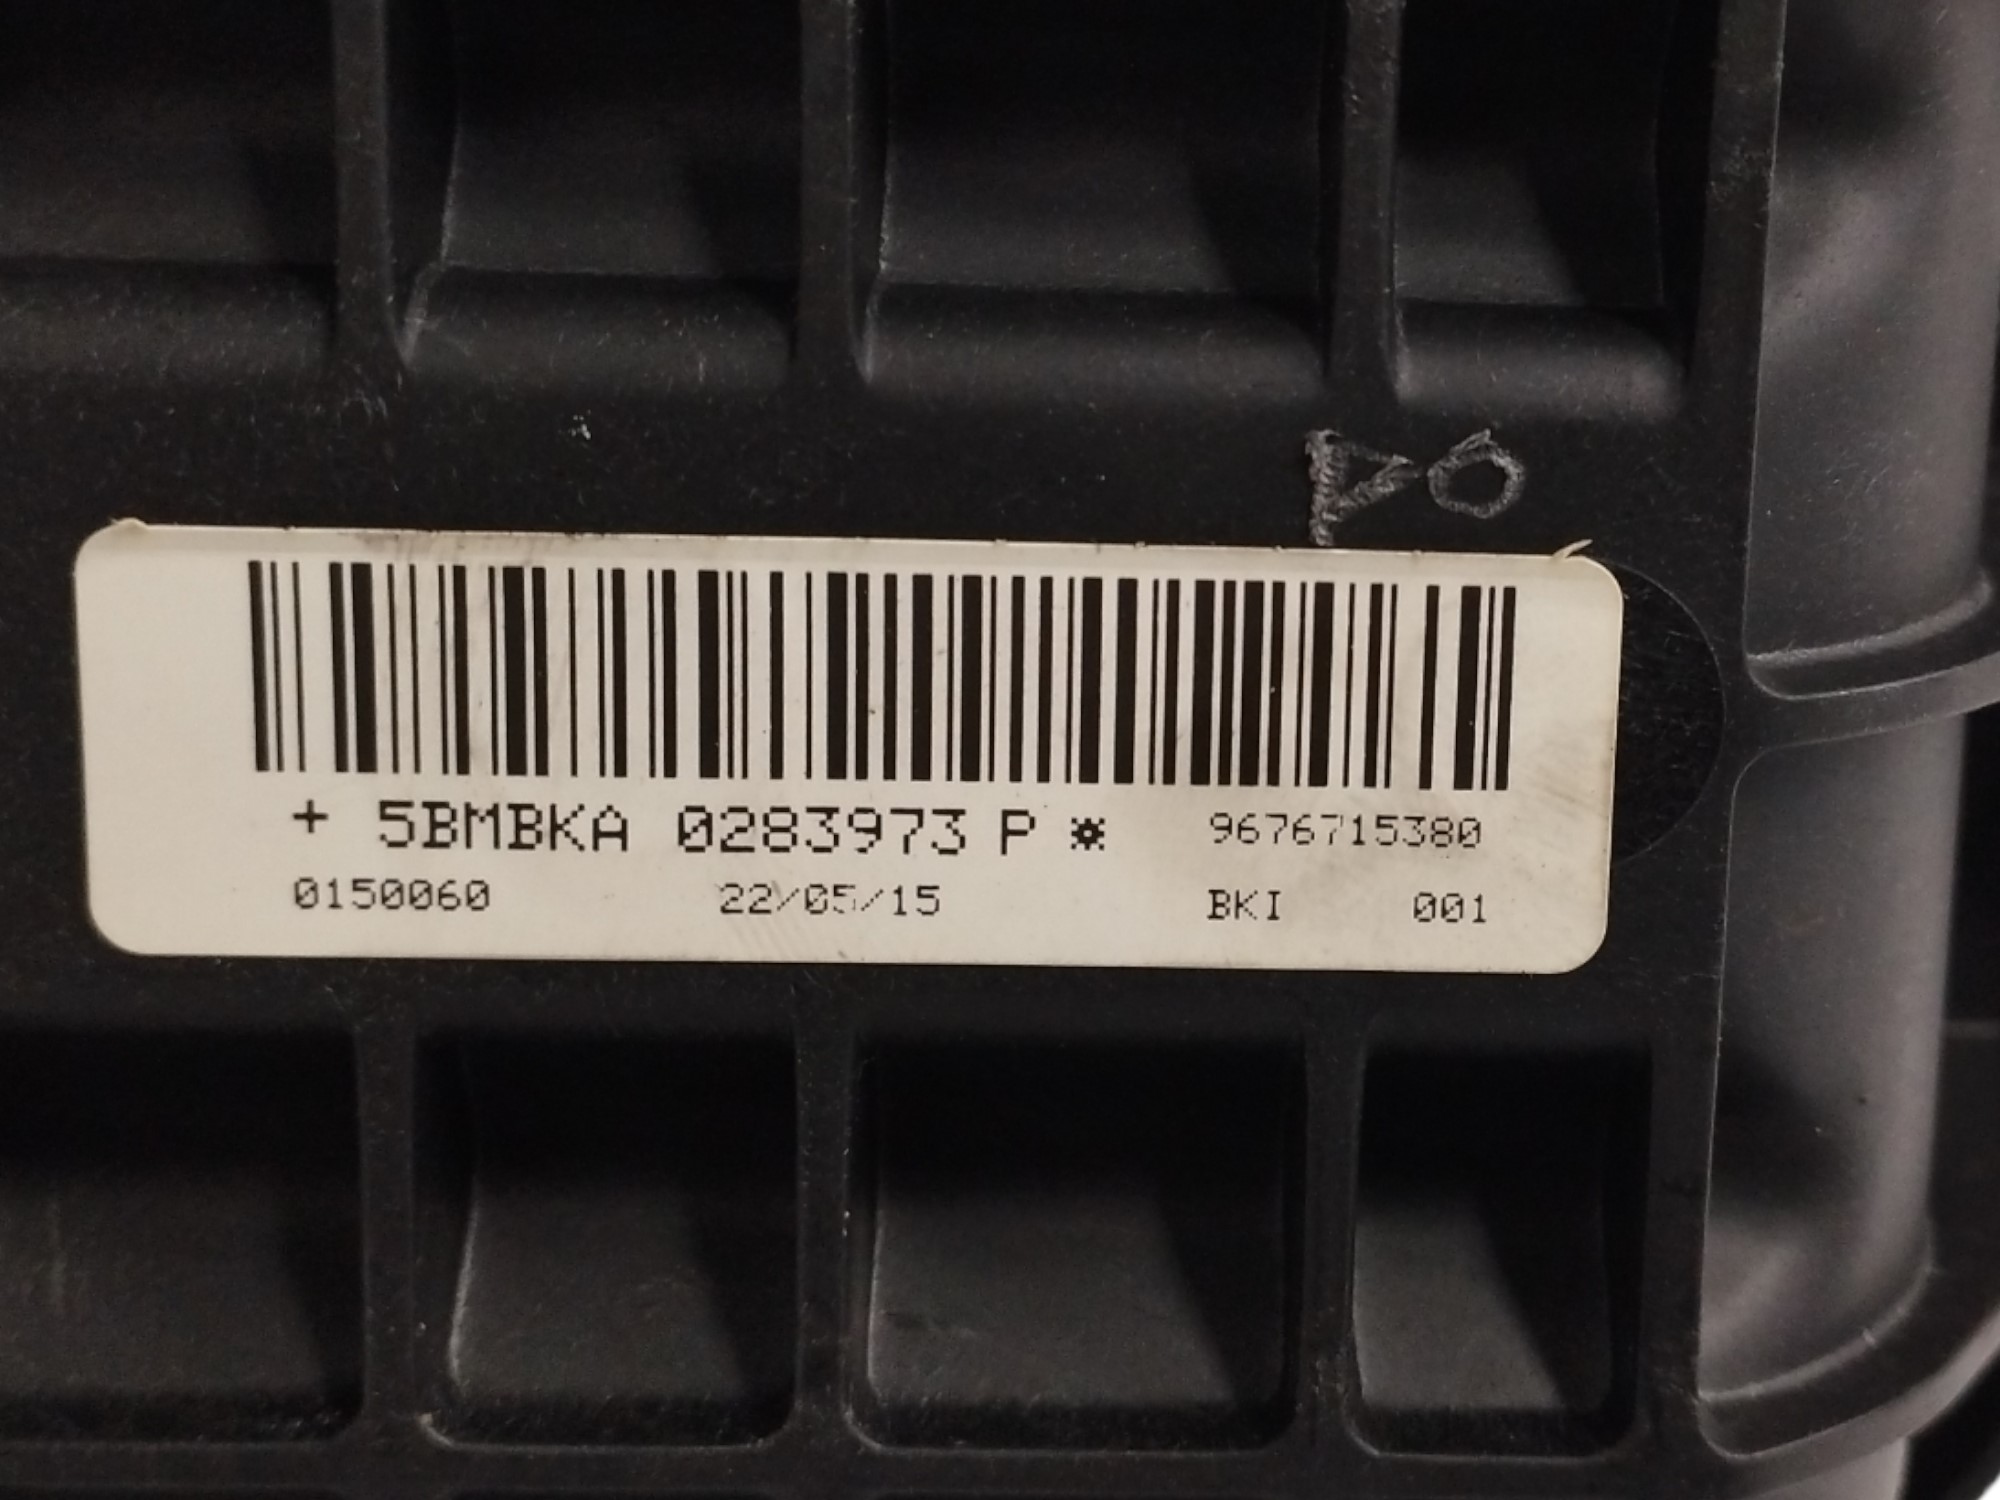 + 5BMBKA 0283973 P * 9676715380
0150060 22/05/15 BKI 001